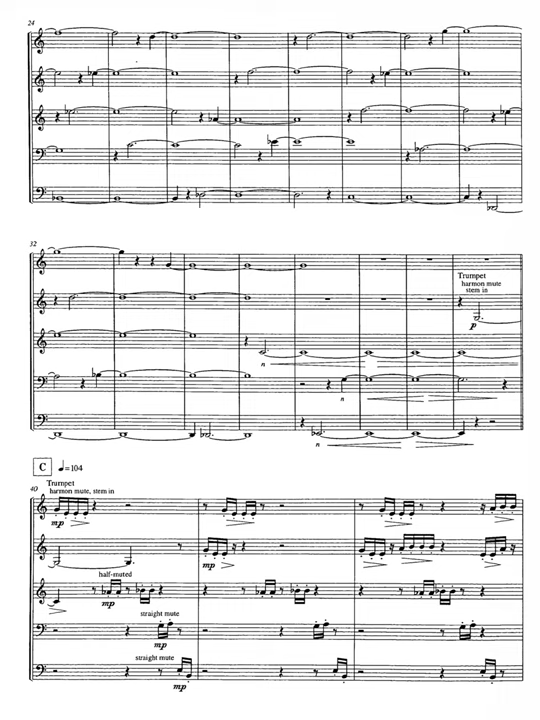 24
32
Trumpet
harmon mute
stem in
p
n
n
n
C ♩=104
40
Trumpet
harmon mute, stem in
mp
mp
half-muted
mp
straight mute
mp
straight mute
mp